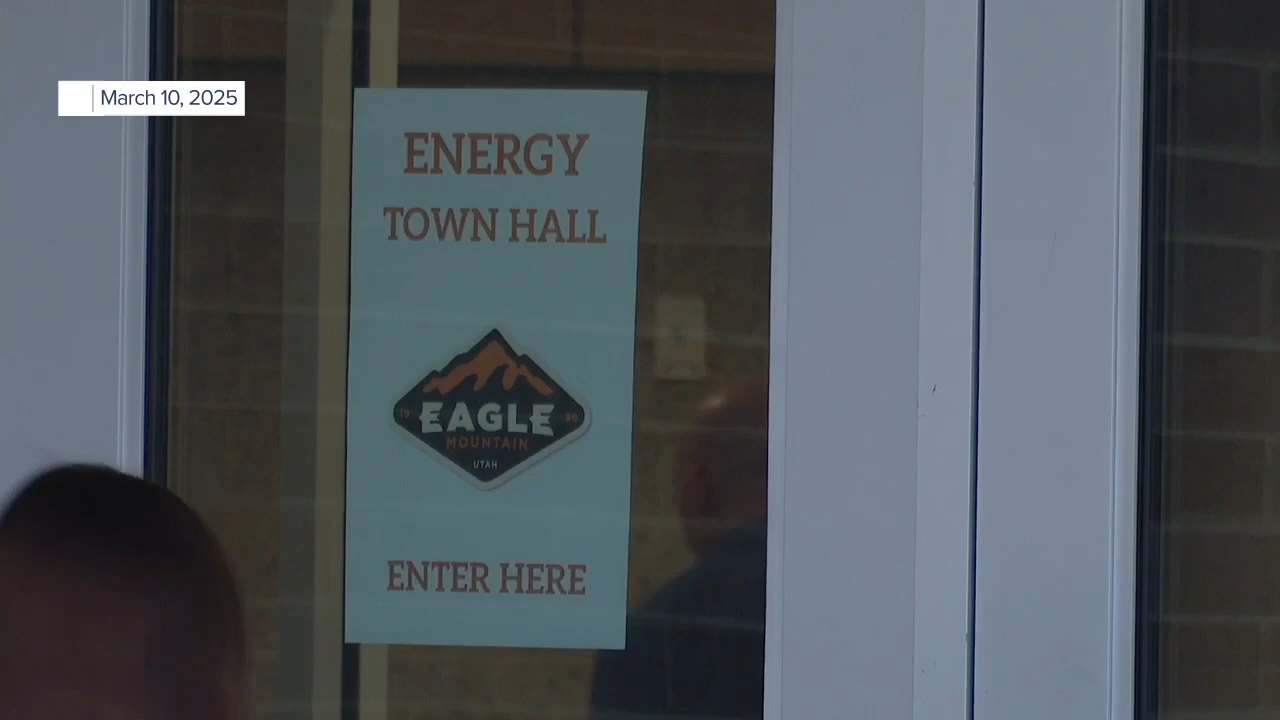 March 10, 2025
ENERGY
TOWN HALL
19 EAGLE 96
MOUNTAIN
UTAH
ENTER HERE